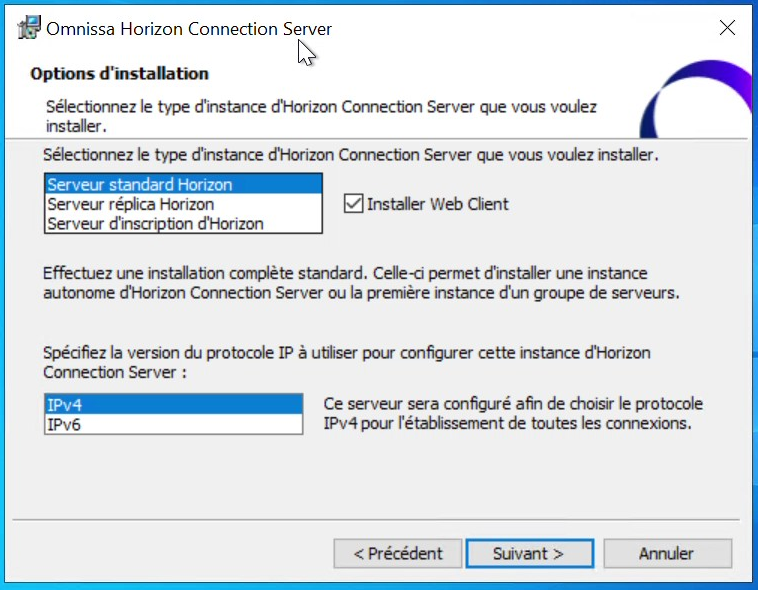 Omnissa Horizon Connection Server
Options d'installation
Sélectionnez le type d'instance d'Horizon Connection Server que vous voulez
installer.
Sélectionnez le type d'instance d'Horizon Connection Server que vous voulez installer.
Serveur standard Horizon
Serveur réplica Horizon
Serveur d'inscription d'Horizon
Installer Web Client
Effectuez une installation complète standard. Celle-ci permet d'installer une instance
autonome d'Horizon Connection Server ou la première instance d'un groupe de serveurs.
Spécifiez la version du protocole IP à utiliser pour configurer cette instance d'Horizon
Connection Server :
IPv4
IPv6
Ce serveur sera configuré afin de choisir le protocole
IPv4 pour l'établissement de toutes les connexions.
< Précédent
Suivant >
Annuler